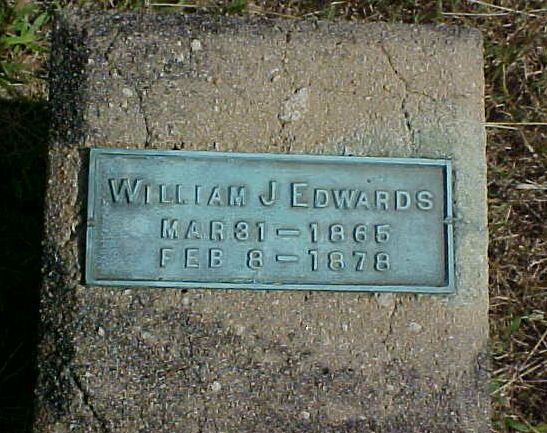 WILLIAM J EDWARDS
MAR 31 - 1865
FEB 8 - 1878